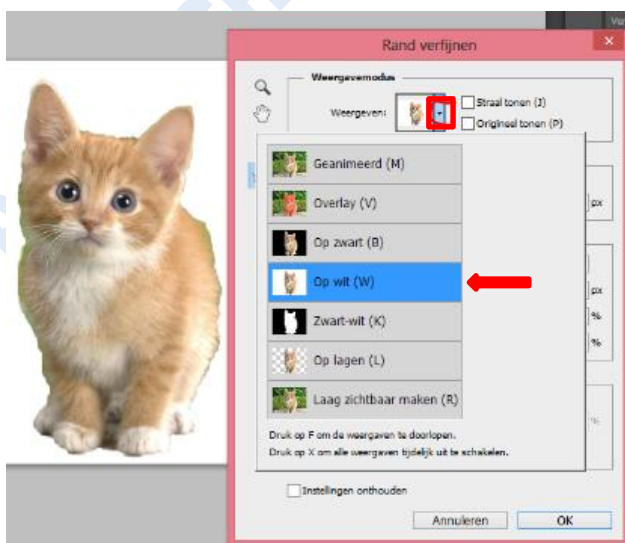 Rand verfijnen
Weergavemodus
Weergeven:
Straal tonen (J)
Origineel tonen (P)
Geanimeerd (M)
Overlay (V)
Op zwart (B)
Op wit (W)
Zwart-wit (K)
Op lagen (L)
Laag zichtbaar maken (R)
px
px
%
%
%
Druk op F om de weergaven te doorlopen.
Druk op X om alle weergaven tijdelijk uit te schakelen.
Instellingen onthouden
Annuleren
OK